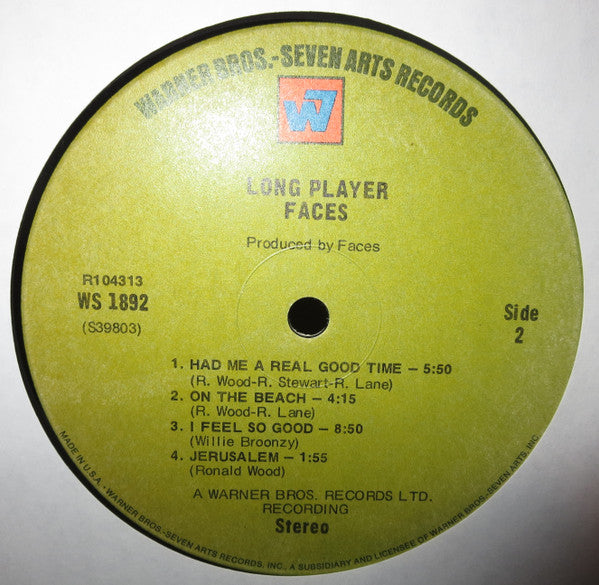 WARNER BROS.-SEVEN ARTS RECORDS
W7
LONG PLAYER
FACES
Produced by Faces
R104313
WS 1892
(S39803)
Side
2
1. HAD ME A REAL GOOD TIME – 5:50
(R. Wood-R. Stewart-R. Lane)
2. ON THE BEACH – 4:15
(R. Wood-R. Lane)
3. I FEEL SO GOOD – 8:50
(Willie Broonzy)
4. JERUSALEM – 1:55
(Ronald Wood)
A WARNER BROS. RECORDS LTD.
RECORDING
Stereo
MADE IN U.S.A. - WARNER BROS.-SEVEN ARTS RECORDS, INC., A SUBSIDIARY AND LICENSEE OF WARNER BROS.-SEVEN ARTS, INC.